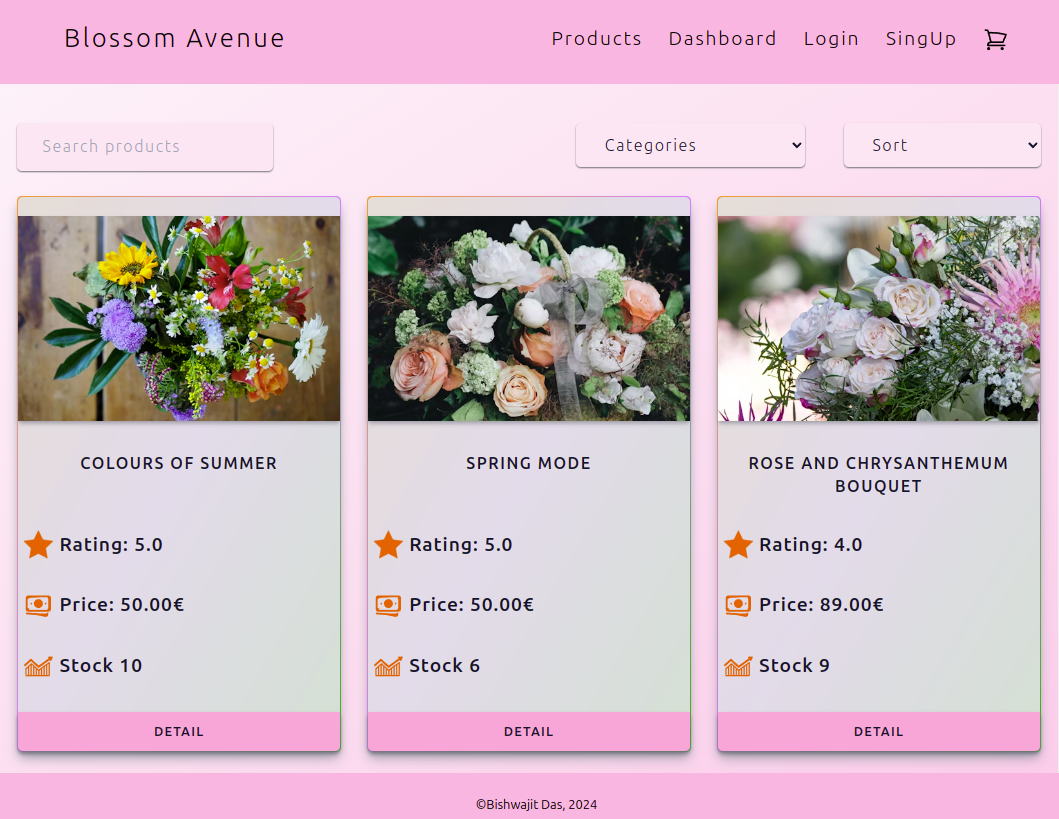 Blossom Avenue
Products Dashboard Login SingUp
Search products
Categories
Sort
COLOURS OF SUMMER
Rating: 5.0
Price: 50.00€
Stock 10
DETAIL
SPRING MODE
Rating: 5.0
Price: 50.00€
Stock 6
DETAIL
ROSE AND CHRYSANTHEMUM
BOUQUET
Rating: 4.0
Price: 89.00€
Stock 9
DETAIL
©Bishwajit Das, 2024